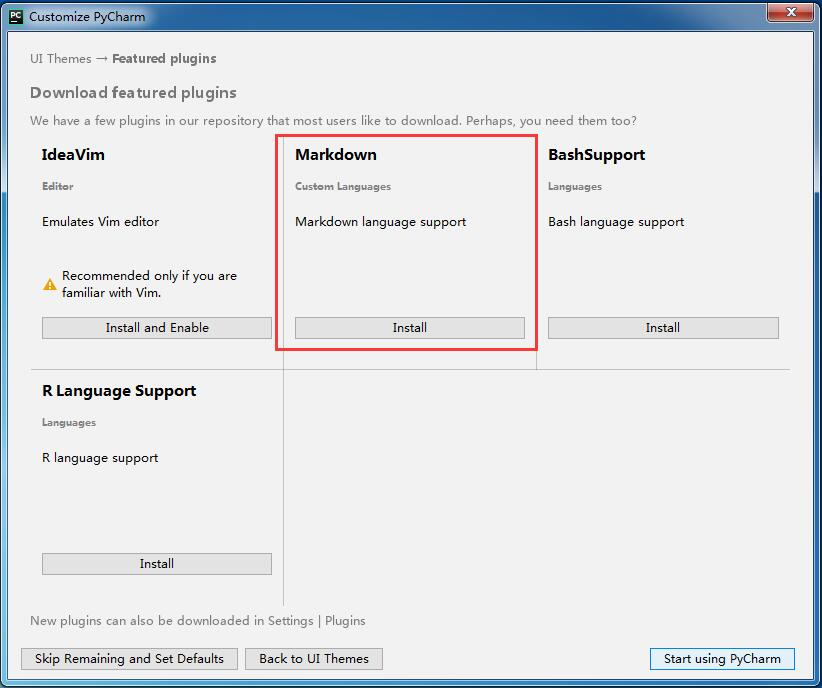 PC Customize PyCharm
UI Themes → Featured plugins
Download featured plugins
We have a few plugins in our repository that most users like to download. Perhaps, you need them too?
IdeaVim
Editor
Emulates Vim editor
Recommended only if you are
familiar with Vim.
Install and Enable
Markdown
Custom Languages
Markdown language support
Install
BashSupport
Languages
Bash language support
Install
R Language Support
Languages
R language support
Install
New plugins can also be downloaded in Settings | Plugins
Skip Remaining and Set Defaults
Back to UI Themes
Start using PyCharm